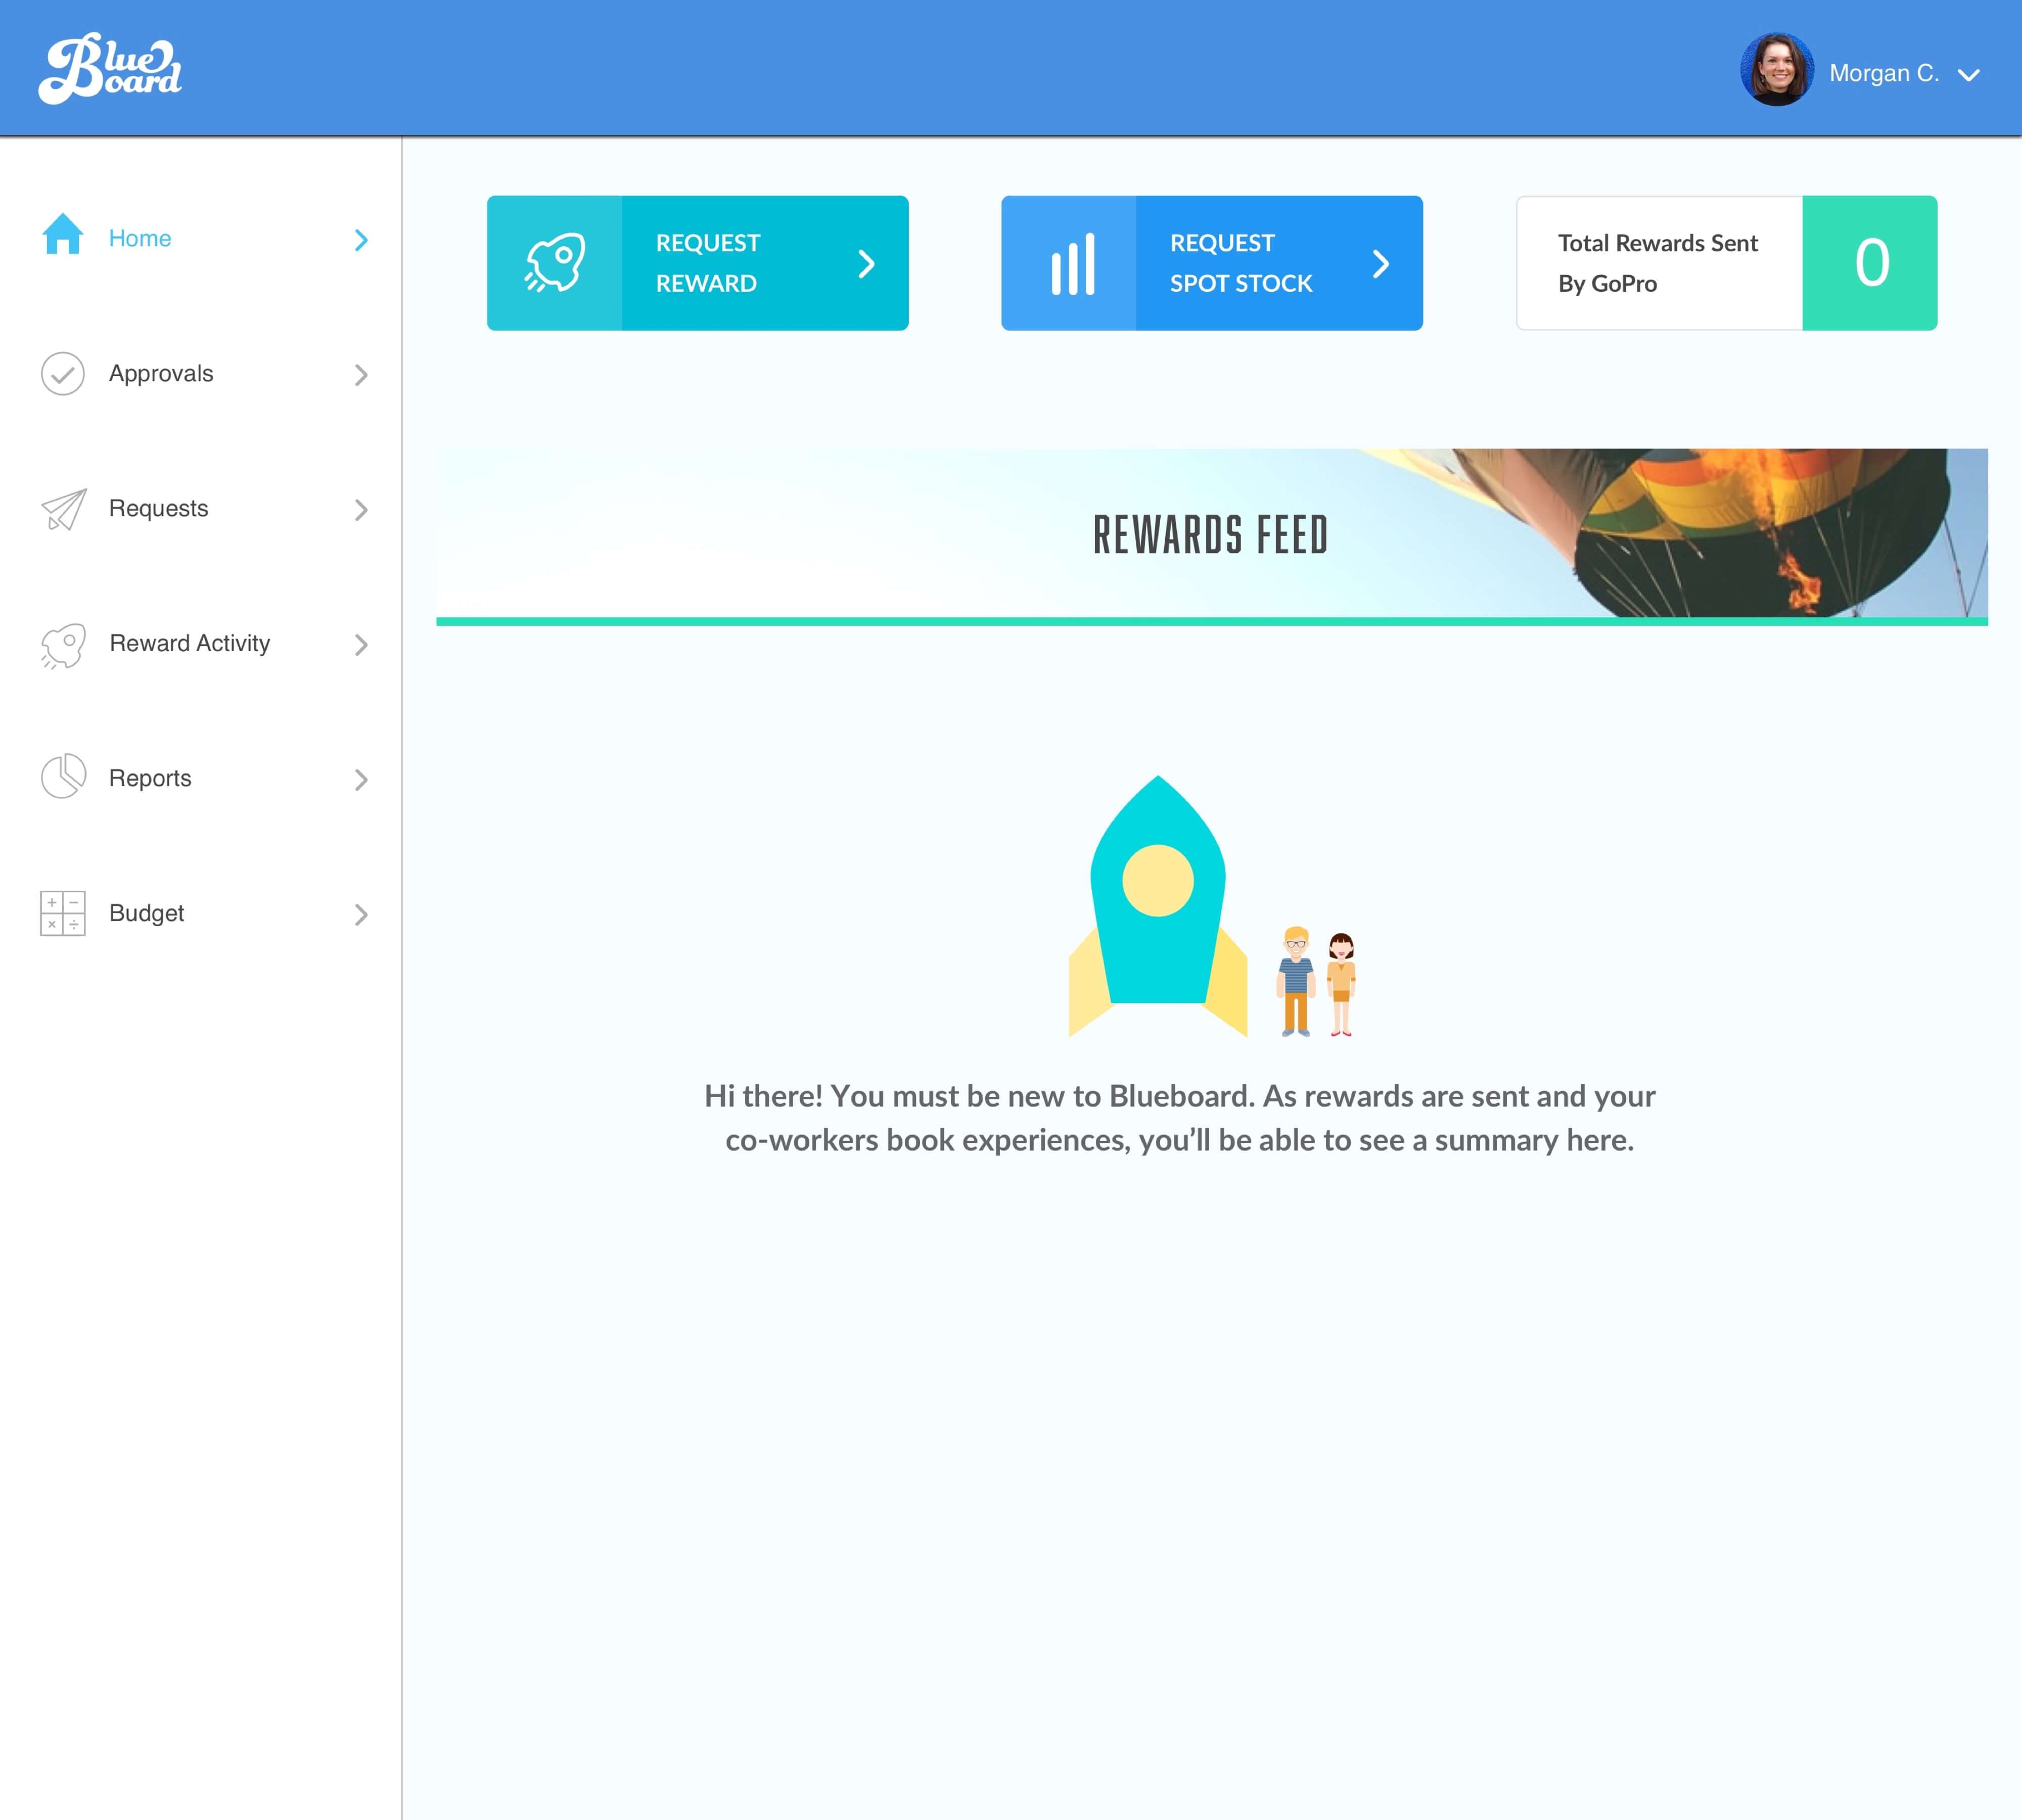 Blue
Board
Morgan C.
Home
Approvals
Requests
Reward Activity
Reports
Budget
REQUEST
REWARD
REQUEST
SPOT STOCK
Total Rewards Sent
By GoPro
0
REWARDS FEED
Hi there! You must be new to Blueboard. As rewards are sent and your
co-workers book experiences, you’ll be able to see a summary here.